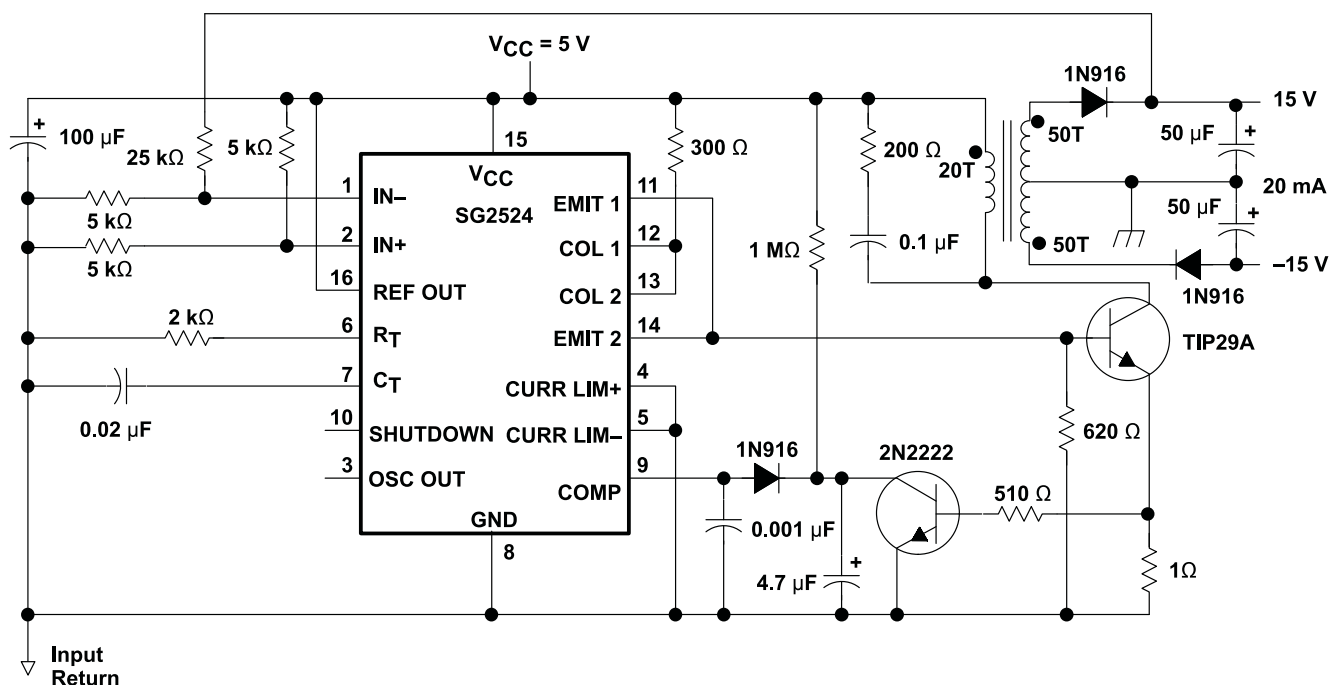 VCC = 5 V
1N916
15 V
100 µF
25 kΩ
5 kΩ
15
VCC
SG2524
300 Ω
200 Ω
20T
50T
50 µF
20 mA
50 µF
5 kΩ
1
IN–
EMIT 1
11
5 kΩ
2
IN+
COL 1
12
1 MΩ
0.1 µF
50T
–15 V
1N916
16
REF OUT
COL 2
13
2 kΩ
6
RT
EMIT 2
14
TIP29A
0.02 µF
7
CT
CURR LIM+
4
10
SHUTDOWN
CURR LIM–
5
620 Ω
3
OSC OUT
COMP
9
1N916
2N2222
510 Ω
GND
8
0.001 µF
4.7 µF
1Ω
Input
Return